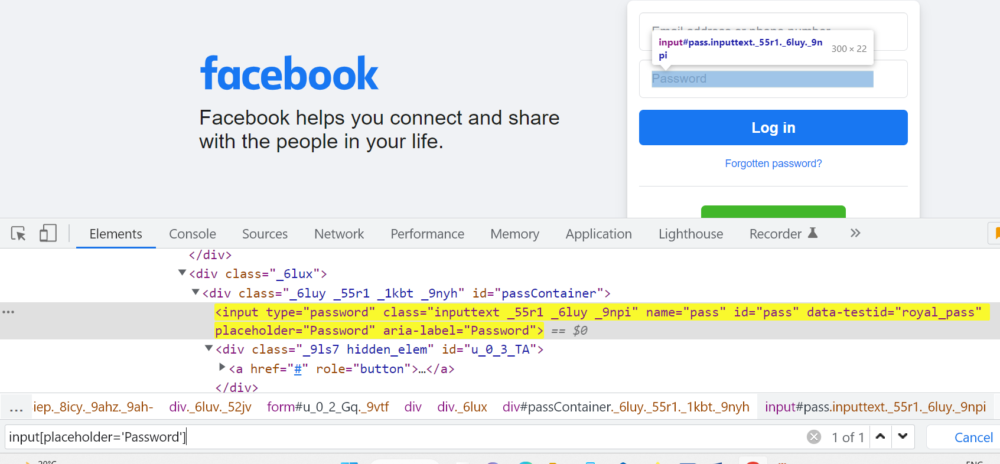 Email address or phone number
input#pass.inputtext._55r1._6luy._9n
pi
300 × 22
facebook
Password
Facebook helps you connect and share
with the people in your life.
Log in
Forgotten password?
Elements Console Sources Network Performance Memory Application Lighthouse Recorder
</div>
<div class="_6lux">
<div class="_6luy _55r1 _1kbt _9nyh" id="passContainer">
<input type="password" class="inputtext _55r1 _6luy _9npi" name="pass" id="pass" data-testid="royal_pass"
placeholder="Password" aria-label="Password"> == $0
<div class="_9ls7 hidden_elem" id="u_0_3_TA">
<a href="#" role="button">…</a>
</div>
... iep._8icy._9ahz._9ah- div._6luv._52jv form#u_0_2_Gq._9vtf div div._6lux div#passContainer._6luy._55r1._1kbt._9nyh input#pass.inputtext._55r1._6luy._9npi
input[placeholder='Password'] 1 of 1 Cancel